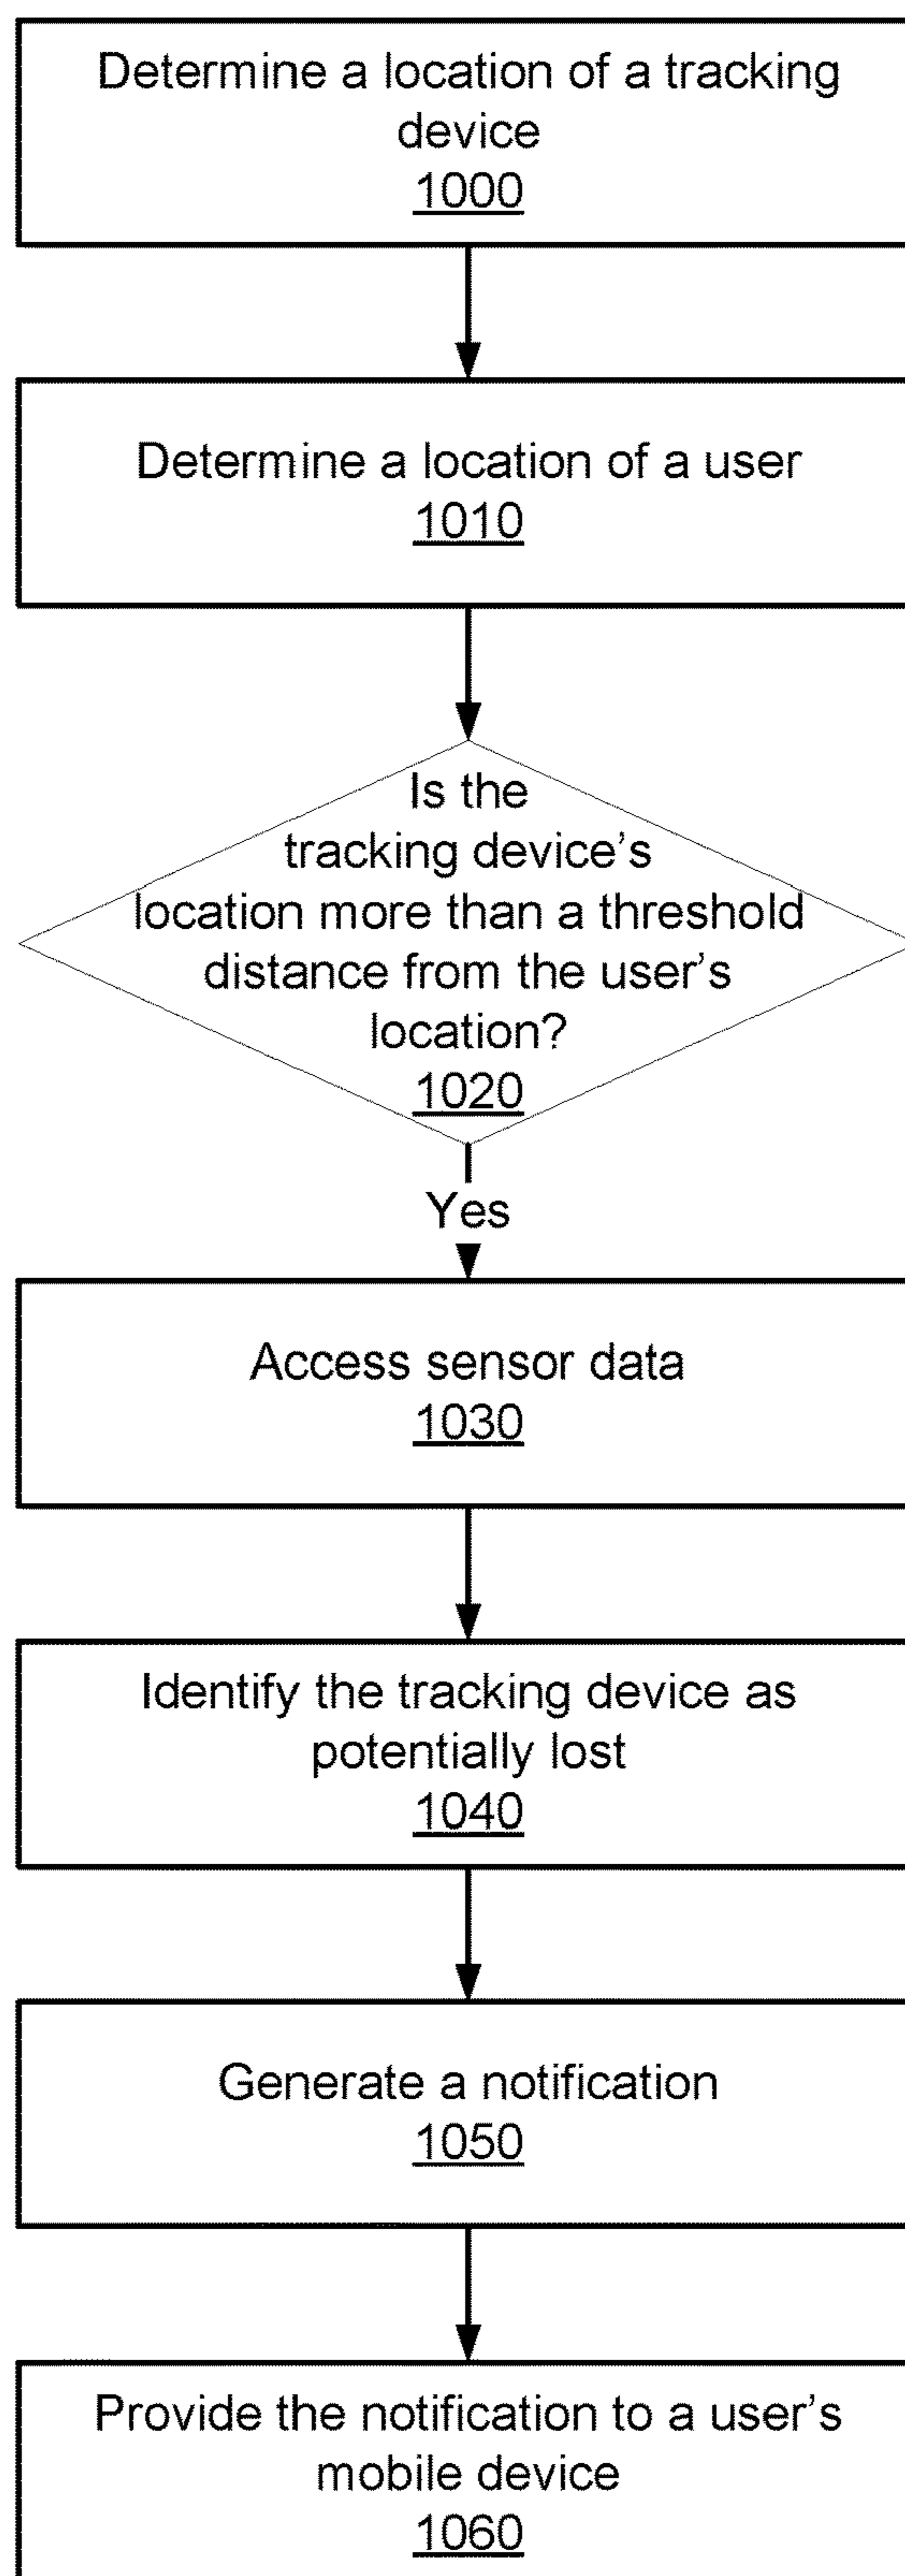 Determine a location of a tracking
device
1000
Determine a location of a user
1010
Is the
tracking device's
location more than a threshold
distance from the user's
location?
1020
Yes
Access sensor data
1030
Identify the tracking device as
potentially lost
1040
Generate a notification
1050
Provide the notification to a user's
mobile device
1060